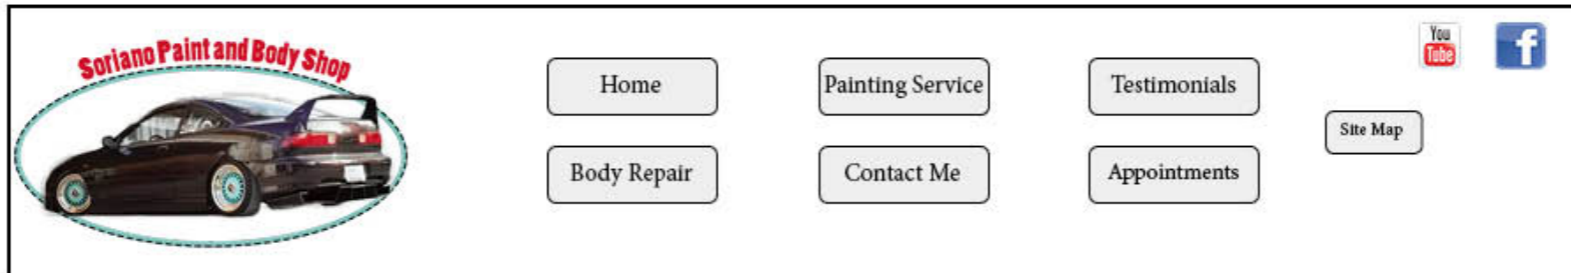 Soriano Paint and Body Shop
You
Tube
f
Home
Painting Service
Testimonials
Site Map
Body Repair
Contact Me
Appointments